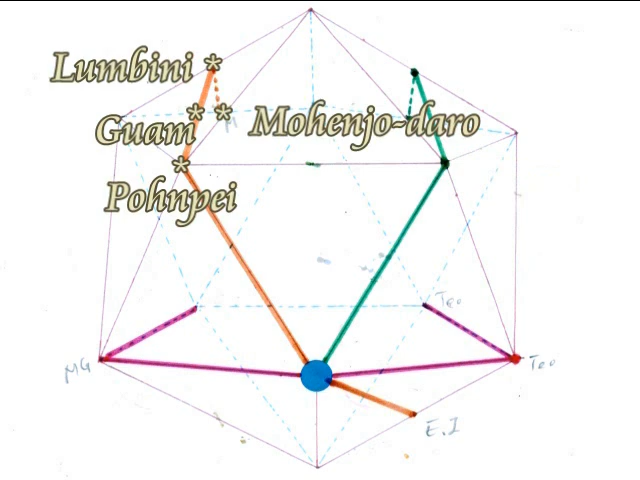 Lumbini *
Guam * *
Mohenjo-daro
*
Pohnpei
Teo
MG
Teo
E.I